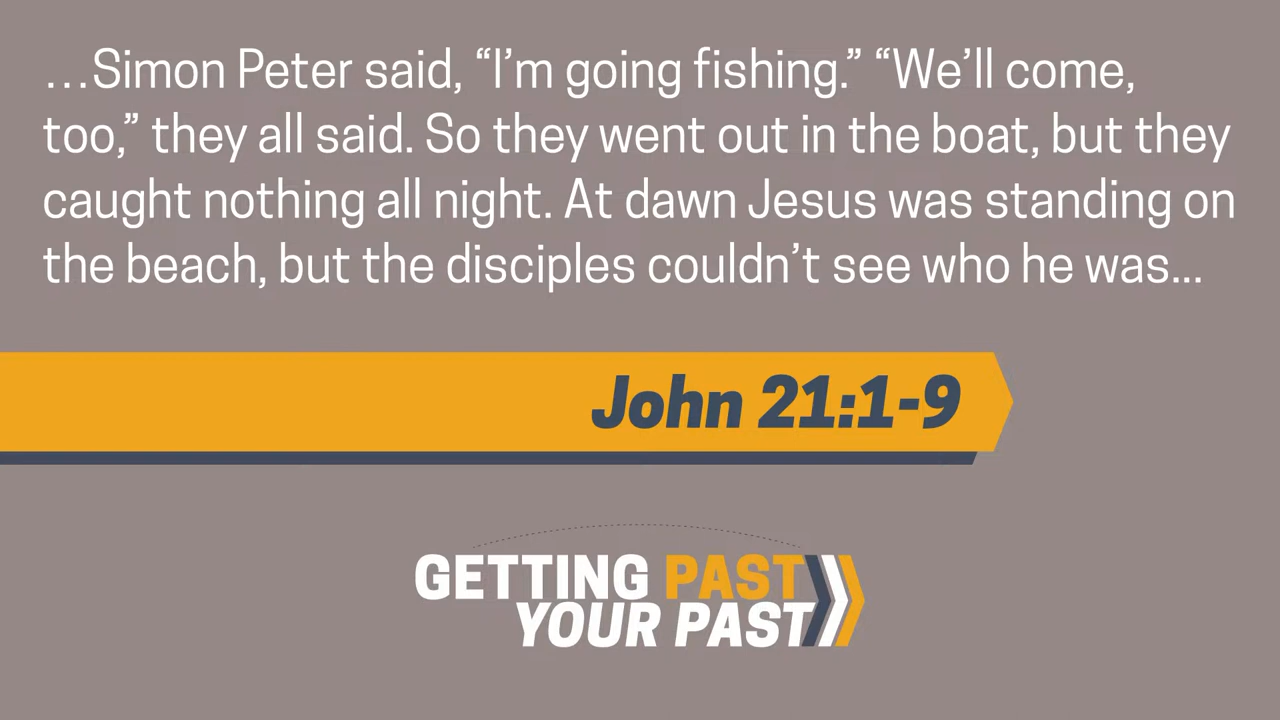 …Simon Peter said, “I’m going fishing.” “We’ll come,
too,” they all said. So they went out in the boat, but they
caught nothing all night. At dawn Jesus was standing on
the beach, but the disciples couldn’t see who he was...
John 21:1-9
GETTING PAST
YOUR PAST